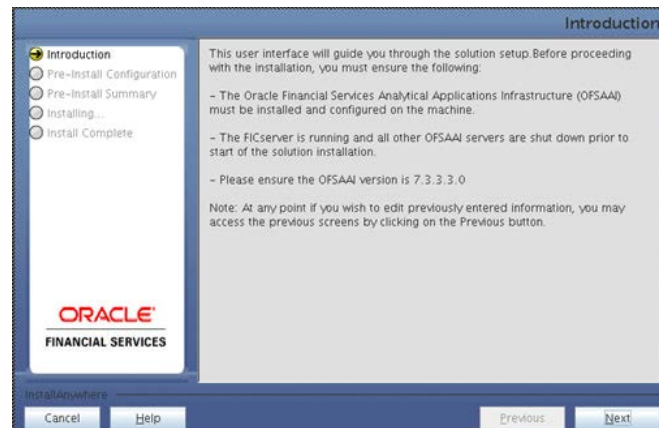 Introduction
Introduction
Pre-Install Configuration
Pre-Install Summary
Installing...
Install Complete
ORACLE
FINANCIAL SERVICES
This user interface will guide you through the solution setup.Before proceeding
with the installation, you must ensure the following:
- The Oracle Financial Services Analytical Applications Infrastructure (OFSAAI)
must be installed and configured on the machine.
- The FICserver is running and all other OFSAAI servers are shut down prior to
start of the solution installation.
- Please ensure the OFSAAI version is 7.3.3.3.0
Note: At any point if you wish to edit previously entered information, you may
access the previous screens by clicking on the Previous button.
InstallAnywhere
Cancel
Help
Previous
Next